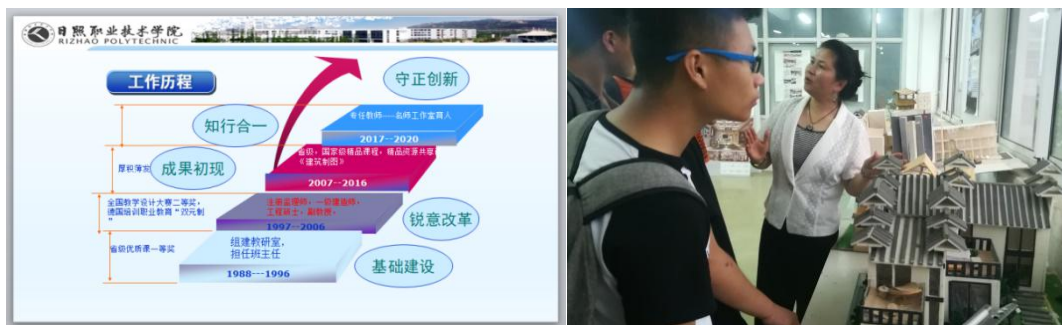 日照职业技术学院
RIZHAO POLYTECHNIC
工作历程
守正创新
专任教师----名师工作室育人
2017--2020
知行合一
省级,国家级精品课程,精品资源共享
《建筑制图》
2007--2016
厚积薄发
成果初现
全国教学设计大赛二等奖,
德国培训职业教育“双元制
”
注册监理师,一级建造师,
工程硕士,副教授。
1997--2006
锐意改革
省级优质课一等奖
组建教研室,
担任班主任
1988---1996
基础建设